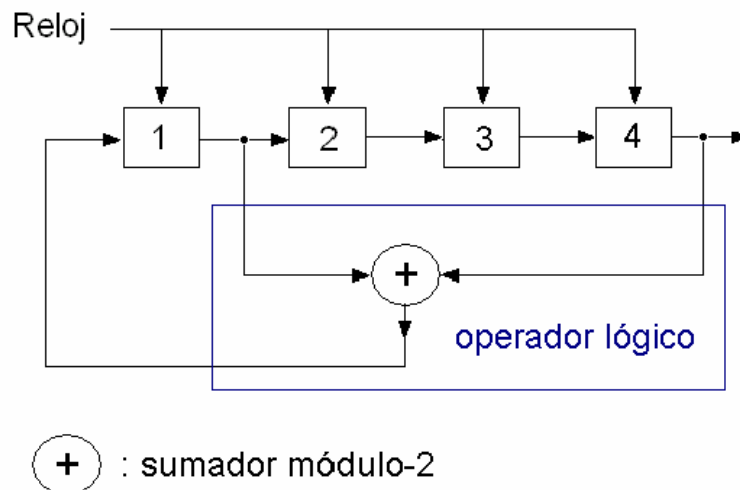 Reloj
1 2 3 4
+
operador lógico
+ : sumador módulo-2